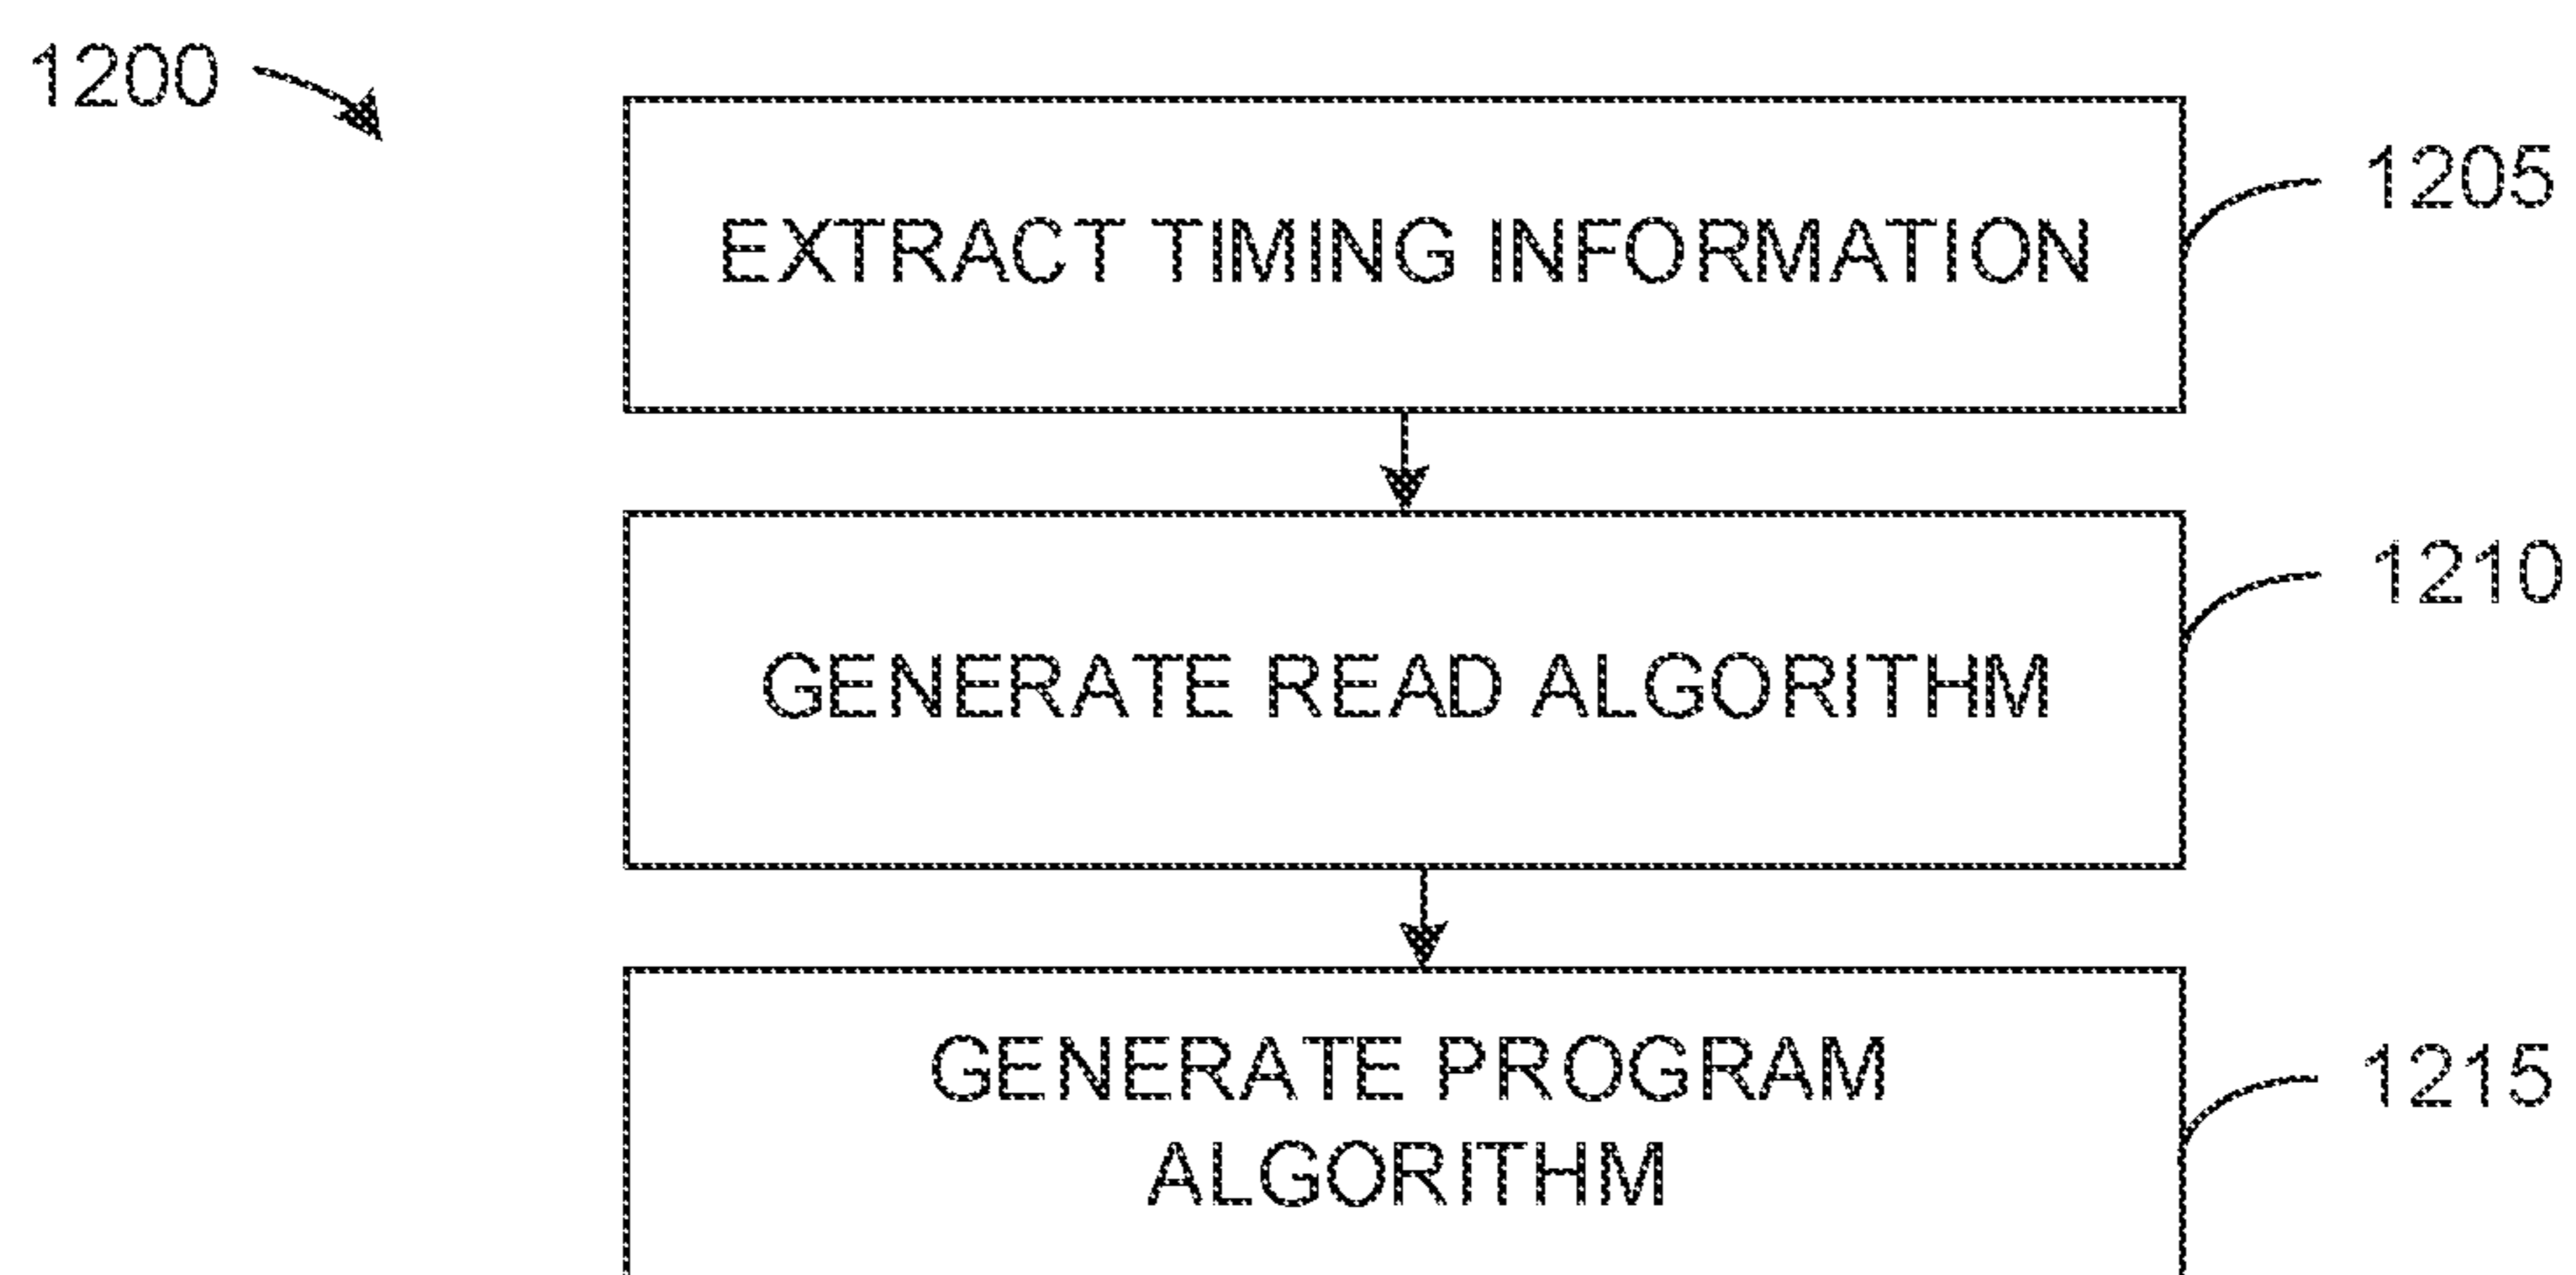 1200
1205
EXTRACT TIMING INFORMATION
1210
GENERATE READ ALGORITHM
1215
GENERATE PROGRAM
ALGORITHM